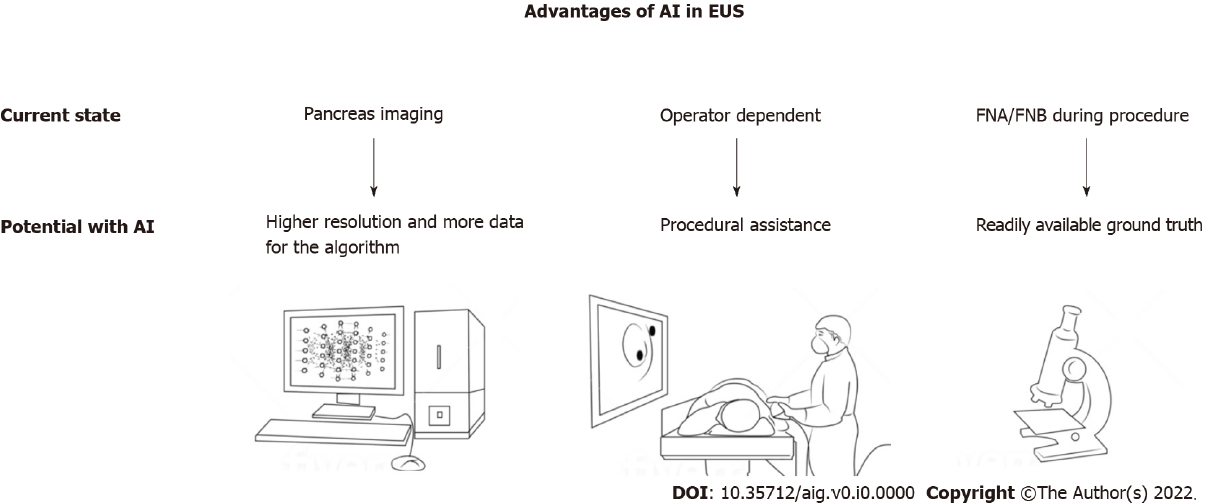 Advantages of AI in EUS
Current state
Pancreas imaging
Operator dependent
FNA/FNB during procedure
Potential with AI
Higher resolution and more data
for the algorithm
Procedural assistance
Readily available ground truth
DOI: 10.35712/aig.v0.i0.0000 Copyright ©The Author(s) 2022.